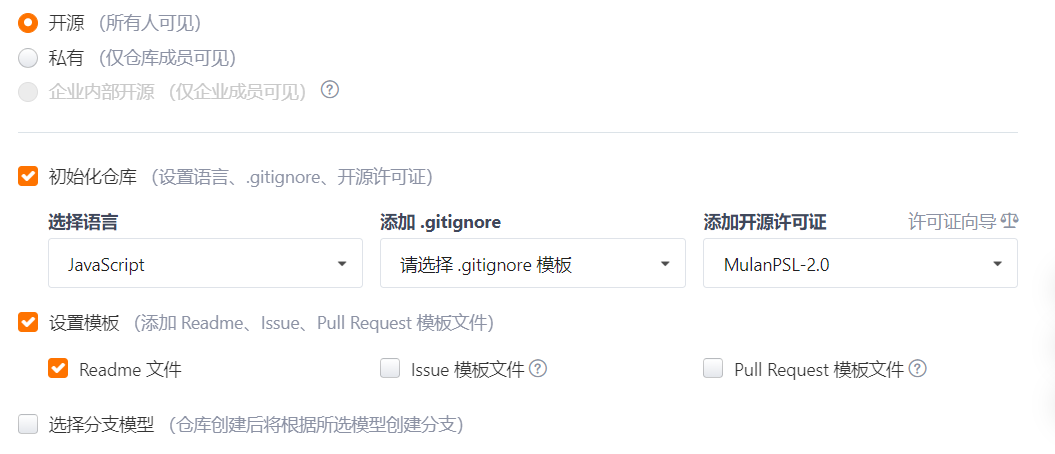 开源 （所有人可见）
私有 （仅仓库成员可见）
企业内部开源 （仅企业成员可见） ?
初始化仓库 （设置语言、.gitignore、开源许可证）
选择语言 添加 .gitignore 添加开源许可证 许可证向导
JavaScript 请选择 .gitignore 模板 MulanPSL-2.0
设置模板 （添加 Readme、Issue、Pull Request 模板文件）
Readme 文件 Issue 模板文件 ? Pull Request 模板文件 ?
选择分支模型 （仓库创建后将根据所选模型创建分支）